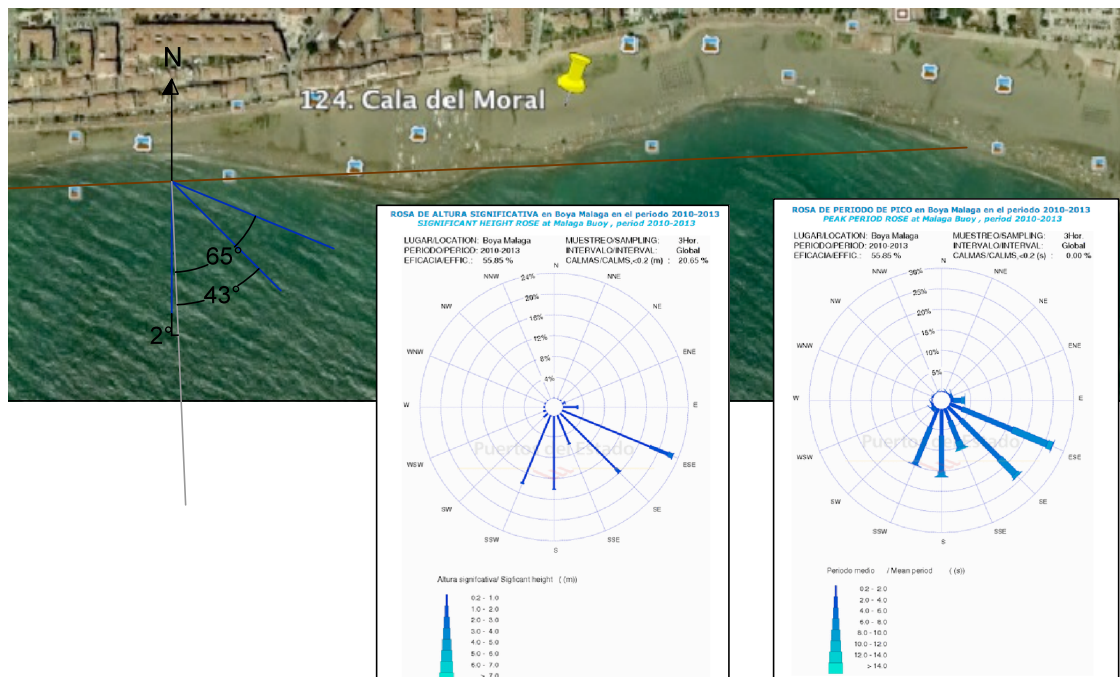 N
124. Cala del Moral
65°
43°
2°
ROSA DE ALTURA SIGNIFICATIVA en Boya Malaga en el periodo 2010-2013
SIGNIFICANT HEIGHT ROSE at Malaga Buoy , period 2010-2013
LUGAR/LOCATION: Boya Malaga MUESTREO/SAMPLING: 3Hor.
PERIODO/PERIOD: 2010-2013 INTERVALO/INTERVAL: Global
EFICACIA/EFFIC.: 55.85 % CALMAS/CALMS,<0.2 (m) : 20.65 %
N
NNW
NNE
NW
NE
WNW
ENE
W
E
WSW
ESE
SW
SE
SSW
SSE
S
24%
20%
16%
12%
8%
4%
Puertos del Estado
Altura signifcativa/ Sigficant height ( (m))
0.2 - 1.0
1.0 - 2.0
2.0 - 3.0
3.0 - 4.0
4.0 - 5.0
5.0 - 6.0
6.0 - 7.0
> 7.0
ROSA DE PERIODO DE PICO en Boya Malaga en el periodo 2010-2013
PEAK PERIOD ROSE at Malaga Buoy , period 2010-2013
LUGAR/LOCATION: Boya Malaga MUESTREO/SAMPLING: 3Hor.
PERIODO/PERIOD: 2010-2013 INTERVALO/INTERVAL: Global
EFICACIA/EFFIC.: 55.85 % CALMAS/CALMS,<0.2 (s) : 0.00 %
N
NNW
NNE
NW
NE
WNW
ENE
W
E
WSW
ESE
SW
SE
SSW
SSE
S
30%
25%
20%
15%
10%
5%
Puertos del Estado
Periodo medio / Mean period ( (s))
0.2 - 2.0
2.0 - 4.0
4.0 - 6.0
6.0 - 8.0
8.0 - 10.0
10.0 - 12.0
12.0 - 14.0
> 14.0